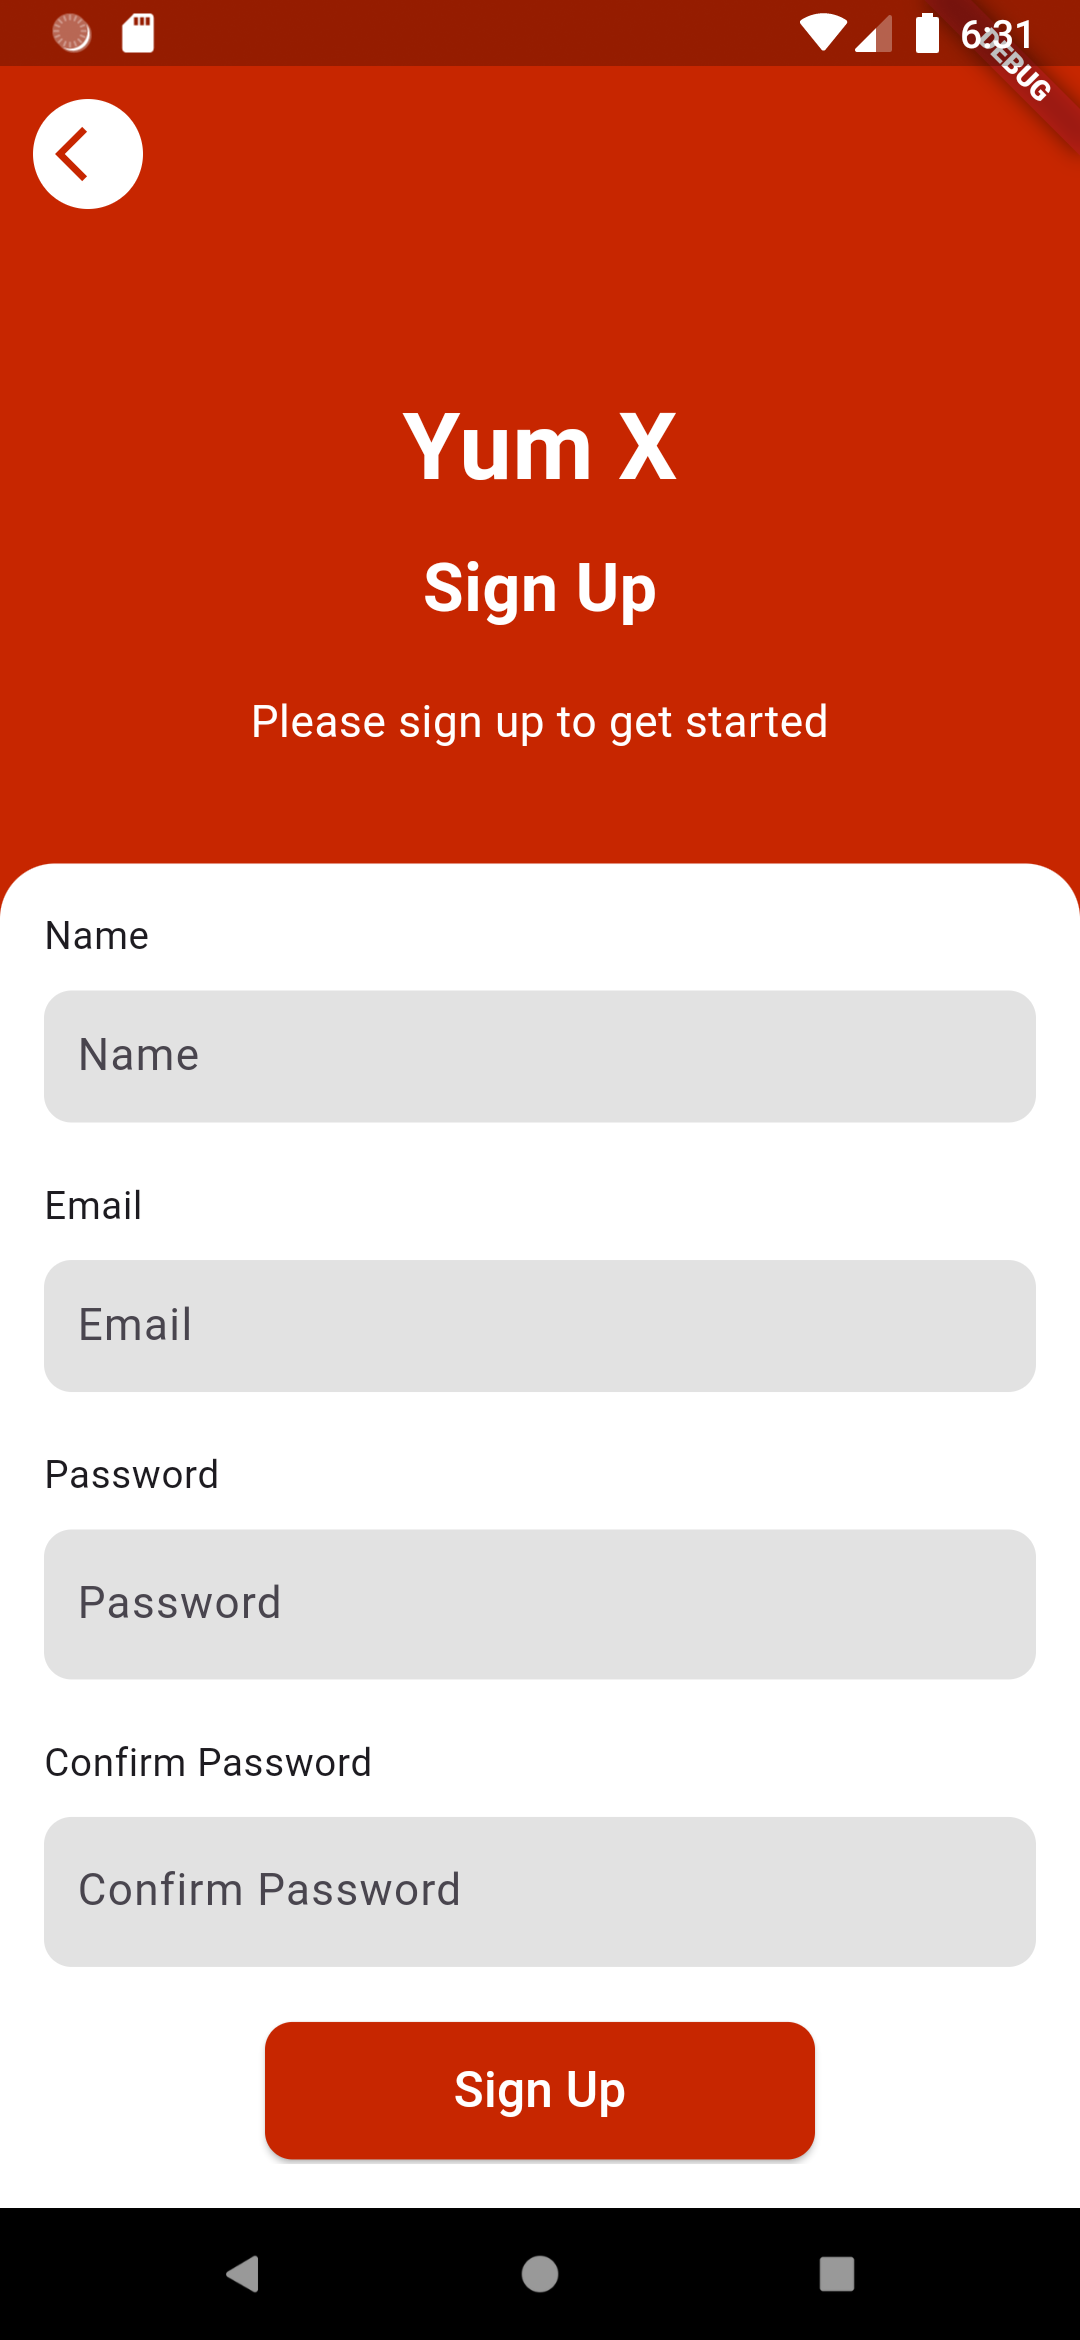 6:31
DEBUG
Yum X
Sign Up
Please sign up to get started
Name
Name
Email
Email
Password
Password
Confirm Password
Confirm Password
Sign Up